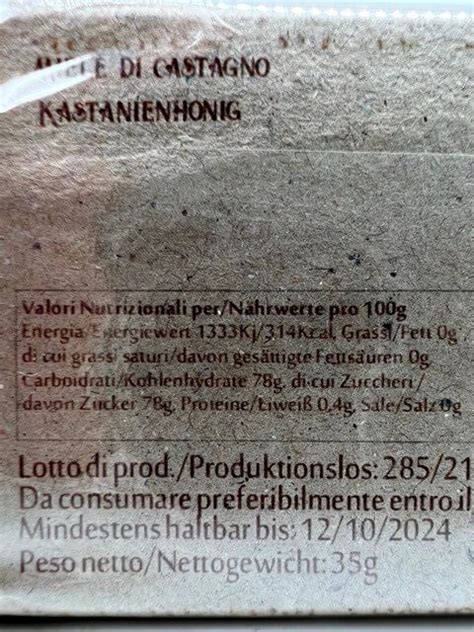 MIELE DI CASTAGNO
KASTANIENHONIG
Valori Nutrizionali per/Nährwerte pro 100g
Energia/Energiewert 1333Kj/314Kcal, Grassi/Fett 0g
di cui grassi saturi/davon gesättigte Fettsäuren 0g
Carboidrati/Kohlenhydrate 78g, di cui Zuccheri/
davon Zucker 78g, Proteine/Eiweiß 0,4g, Sale/Salz 0g
Lotto di prod./Produktionslos: 285/21
Da consumare preferibilmente entro il
Mindestens haltbar bis: 12/10/2024
Peso netto/Nettogewicht: 35g